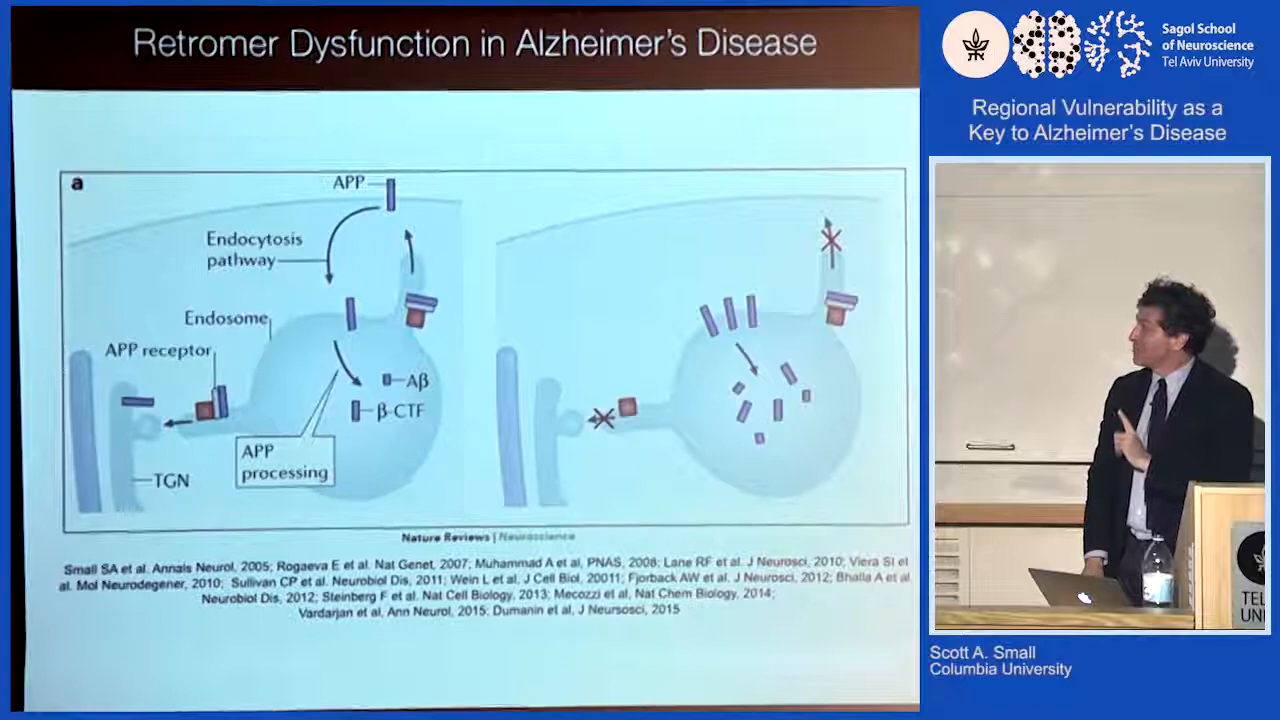 Retromer Dysfunction in Alzheimer's Disease
a
APP
Endocytosis
pathway
Endosome
APP receptor
Aβ
β-CTF
APP
processing
TGN
Nature Reviews | Neuroscience
Small SA et al. Annals Neurol, 2005; Rogaeva E et al. Nat Genet, 2007; Muhammad A et al, PNAS, 2008; Lane RF et al. J Neurosci, 2010; Viera SI et
al. Mol Neurodegener, 2010; Sullivan CP et al. Neurobiol Dis, 2011; Wein L et al, J Cell Biol, 20011; Fjorback AW et al. J Neurosci, 2012; Bhalla A et al
Neurobiol Dis, 2012; Steinberg F et al. Nat Cell Biology, 2013; Mecozzi et al, Nat Chem Biology, 2014;
Vardarjan et al, Ann Neurol, 2015; Dumanin et al, J Neursosci, 2015
Sagol School
of Neuroscience
Tel Aviv University
Regional Vulnerability as a
Key to Alzheimer's Disease
TEL
UNI
Scott A. Small
Columbia University